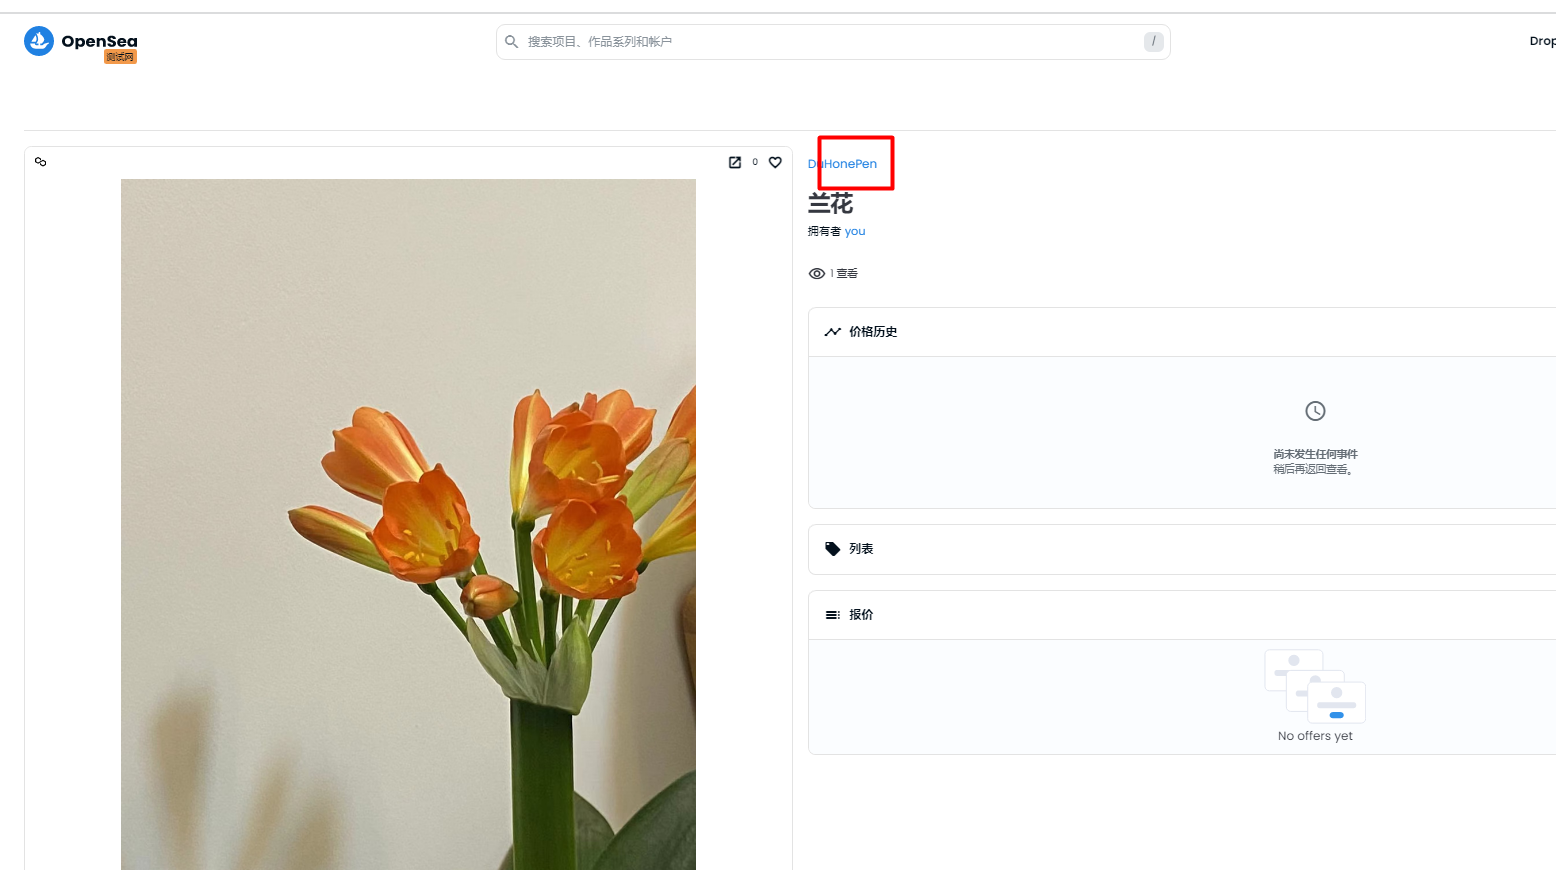 OpenSea
测试网
搜索项目、作品系列和帐户
/
Drop
0
DuHonePen
兰花
拥有者 you
1 查看
价格历史
尚未发生任何事件
稍后再返回查看。
列表
报价
No offers yet